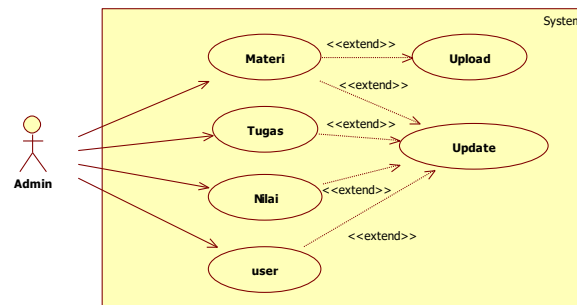 System
Materi
<<extend>>
Upload
<<extend>>
Tugas
<<extend>>
Update
Admin
Nilai
<<extend>>
<<extend>>
user